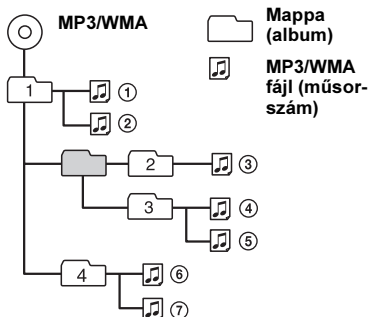 MP3/WMA
Mappa
(album)
MP3/WMA
fájl (műsor-
szám)
1
①
②
2
③
3
④
⑤
4
⑥
⑦